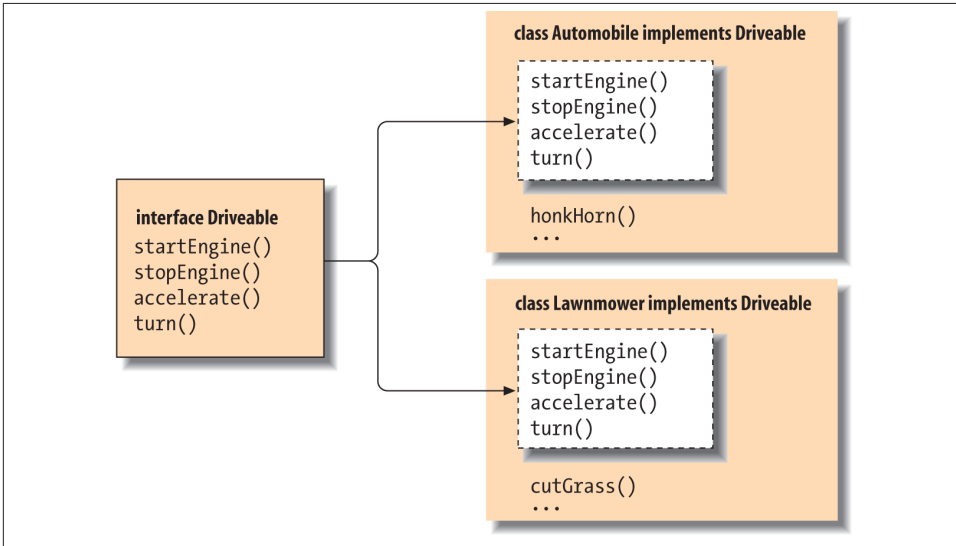 interface Driveable
startEngine()
stopEngine()
accelerate()
turn()
class Automobile implements Driveable
startEngine()
stopEngine()
accelerate()
turn()
honkHorn()
...
class Lawnmower implements Driveable
startEngine()
stopEngine()
accelerate()
turn()
cutGrass()
...